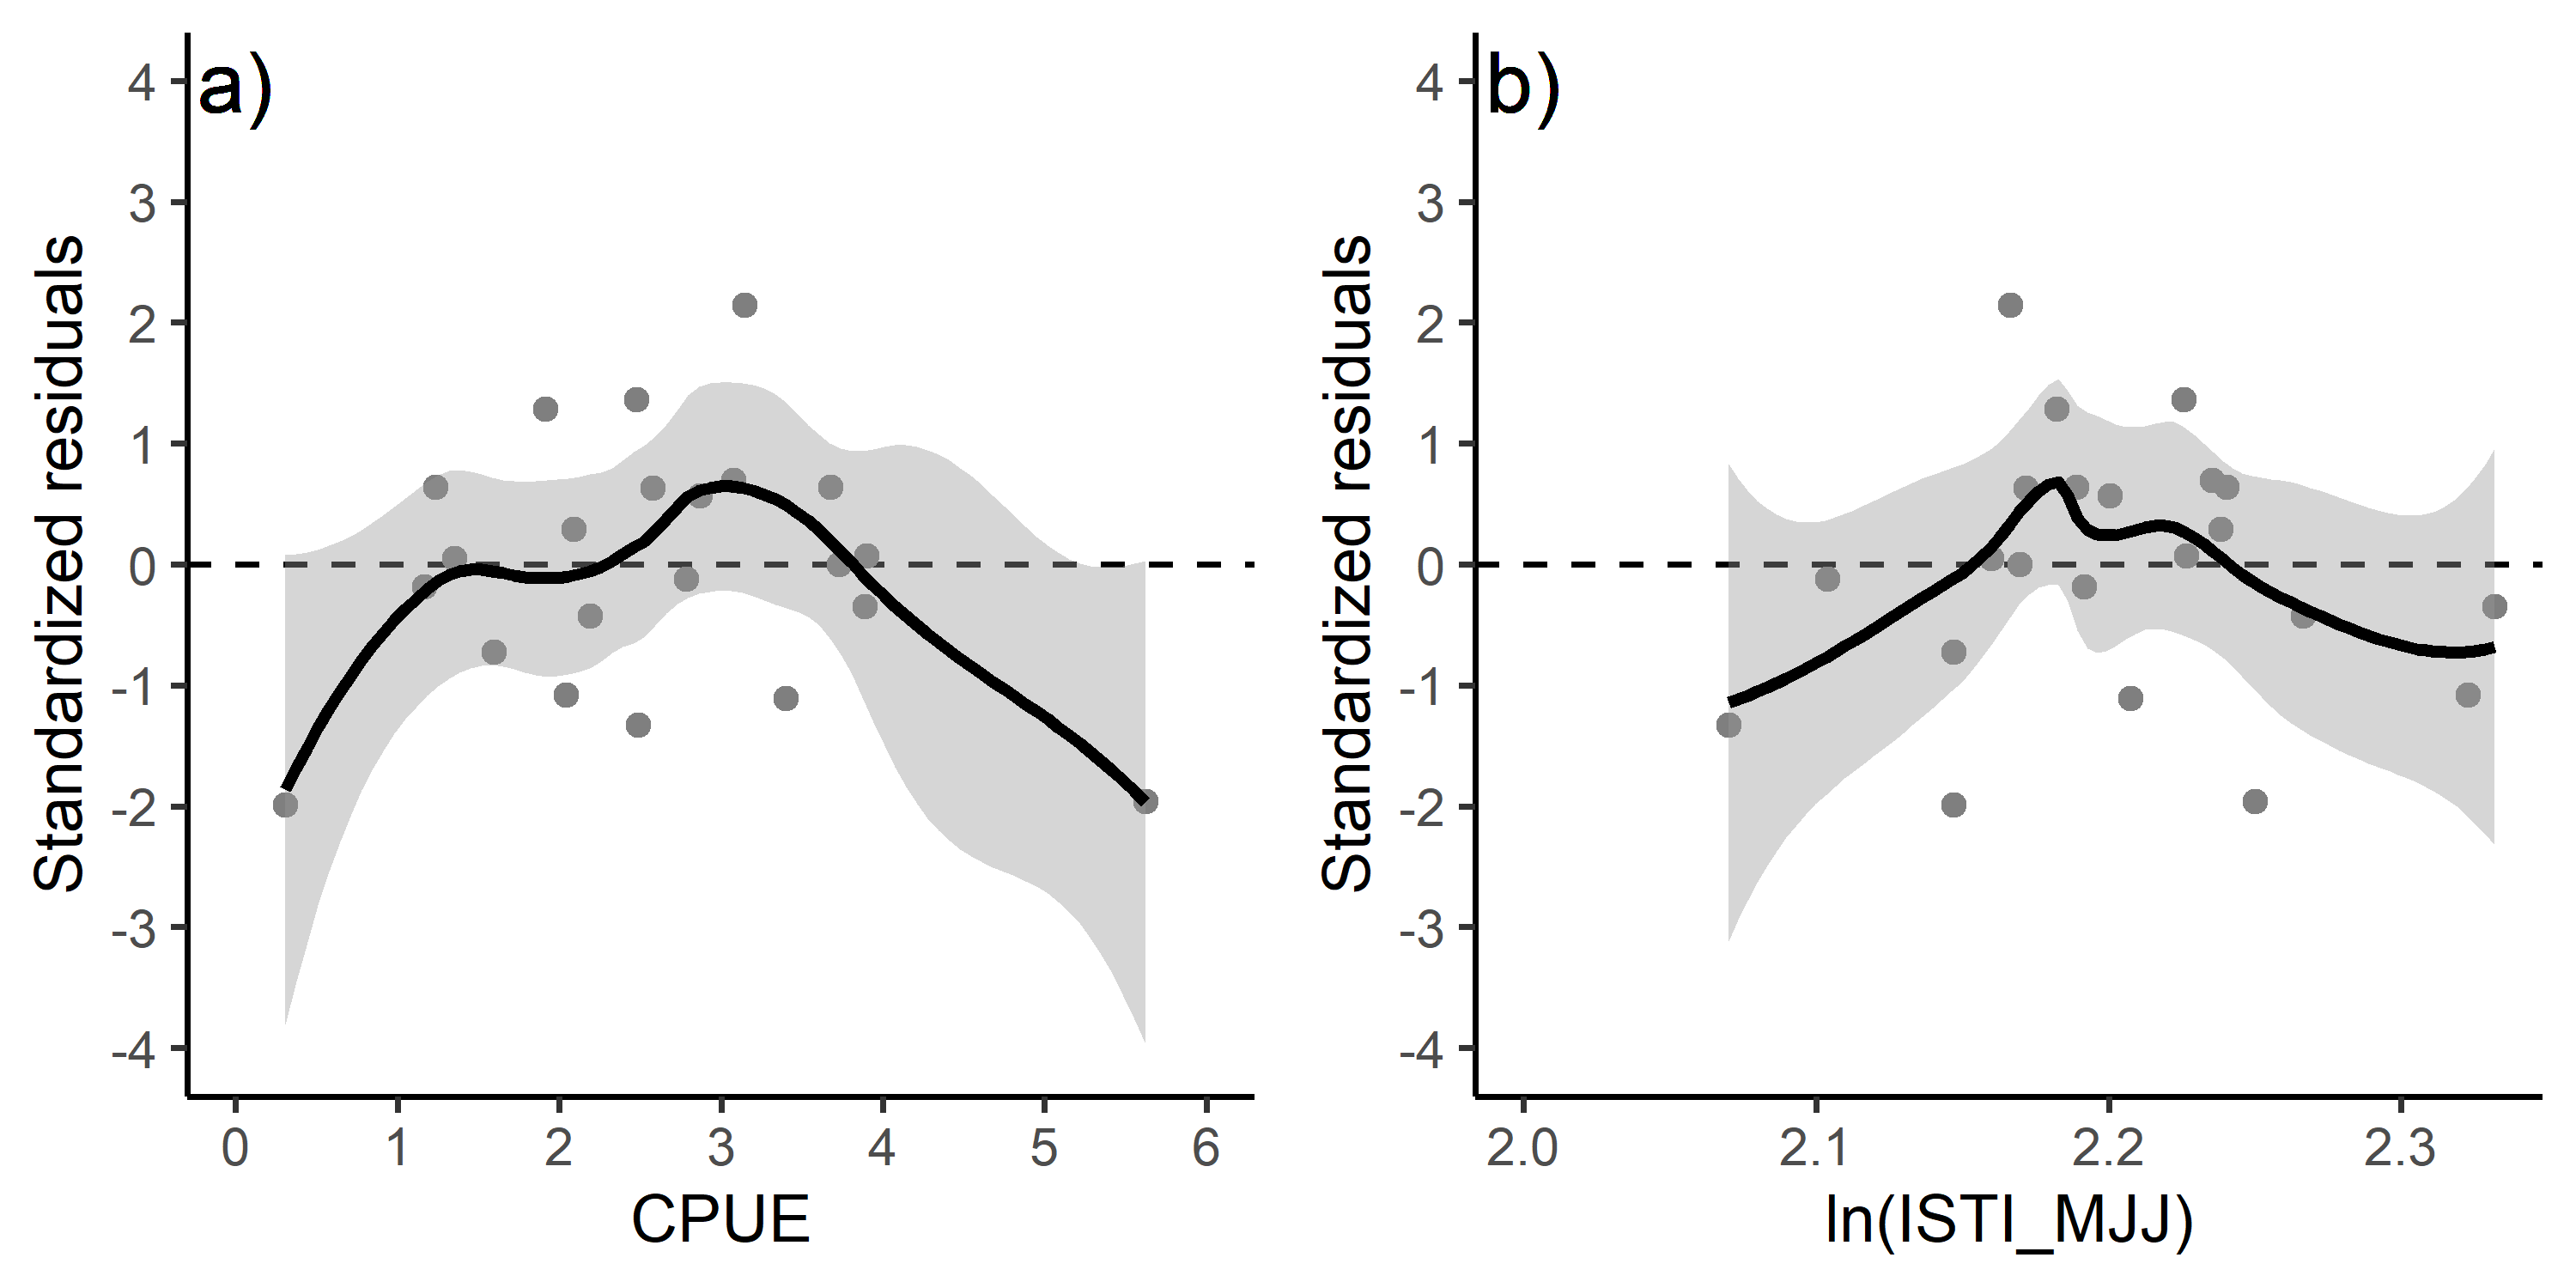 a)
Standardized residuals
4
3
2
1
0
-1
-2
-3
-4
0 1 2 3 4 5 6
CPUE
b)
Standardized residuals
4
3
2
1
0
-1
-2
-3
-4
2.0 2.1 2.2 2.3
ln(ISTI_MJJ)